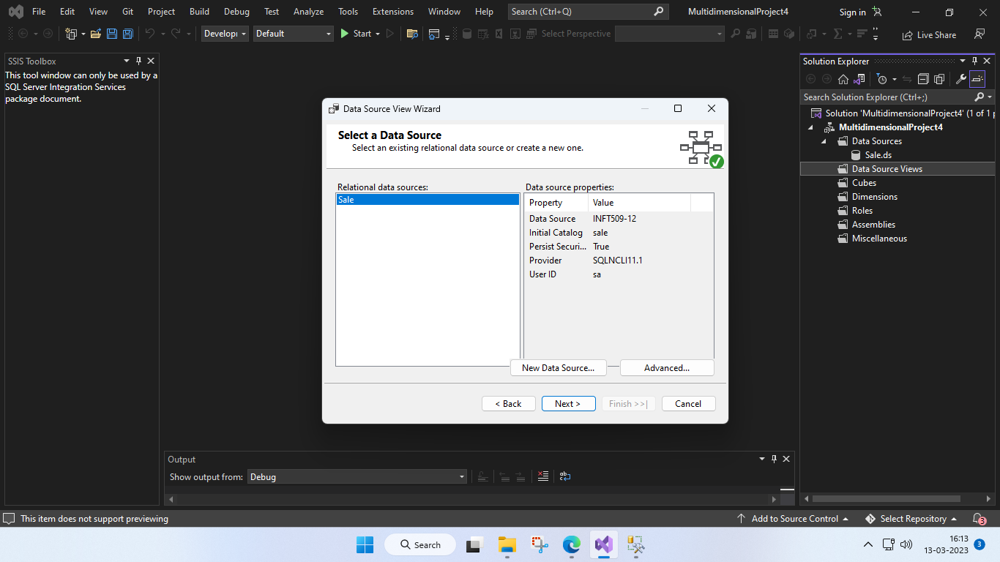 File Edit View Git Project Build Debug Test Analyze Tools Extensions Window Help Search (Ctrl+Q) MultidimensionalProject4 Sign in
Developı Default Start Select Perspective Live Share
SSIS Toolbox
This tool window can only be used by a
SQL Server Integration Services
package document.
Data Source View Wizard
Select a Data Source
Select an existing relational data source or create a new one.
Relational data sources:
Sale
Data source properties:
Property Value
Data Source INFT509-12
Initial Catalog sale
Persist Securi... True
Provider SQLNCLI11.1
User ID sa
New Data Source... Advanced...
< Back Next > Finish >>| Cancel
Solution Explorer
Search Solution Explorer (Ctrl+;)
Solution 'MultidimensionalProject4' (1 of 1 p
MultidimensionalProject4
Data Sources
Sale.ds
Data Source Views
Cubes
Dimensions
Roles
Assemblies
Miscellaneous
Output
Show output from: Debug
This item does not support previewing Add to Source Control Select Repository 3
Search
16:13
13-03-2023 3